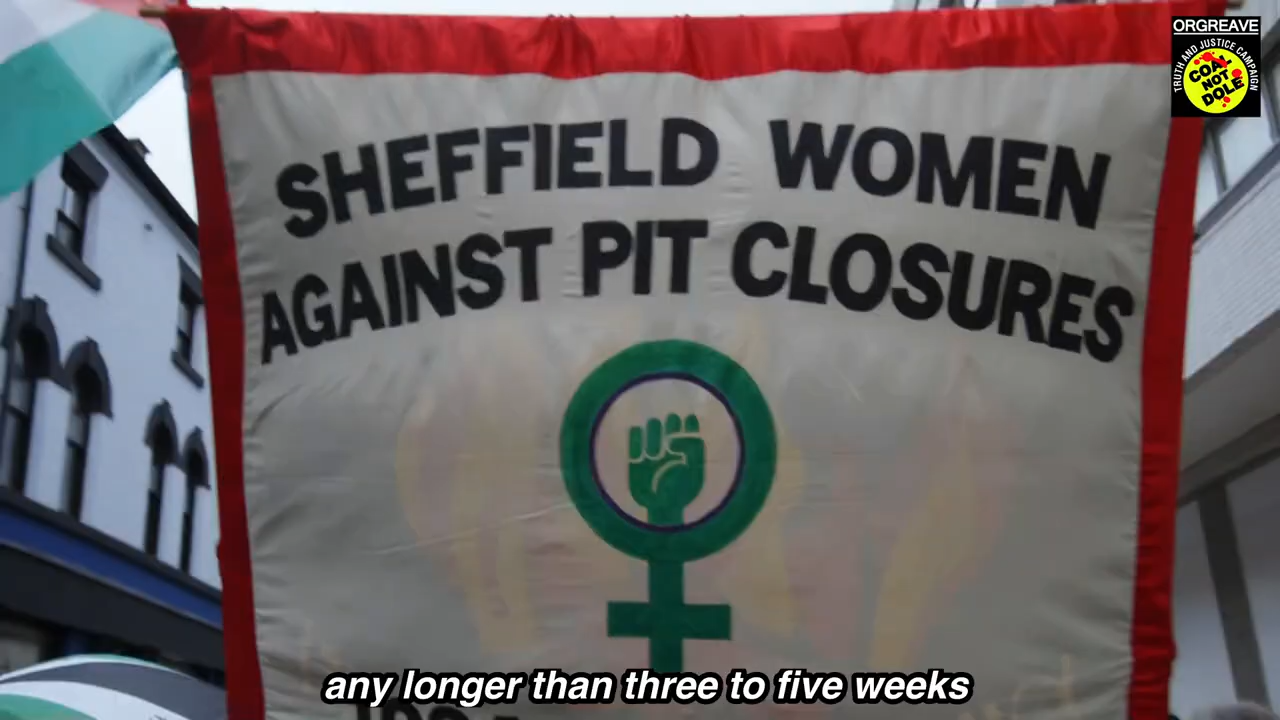 ORGREAVE
TRUTH AND JUSTICE CAMPAIGN
COAL
NOT
DOLE
SHEFFIELD WOMEN
AGAINST PIT CLOSURES
any longer than three to five weeks